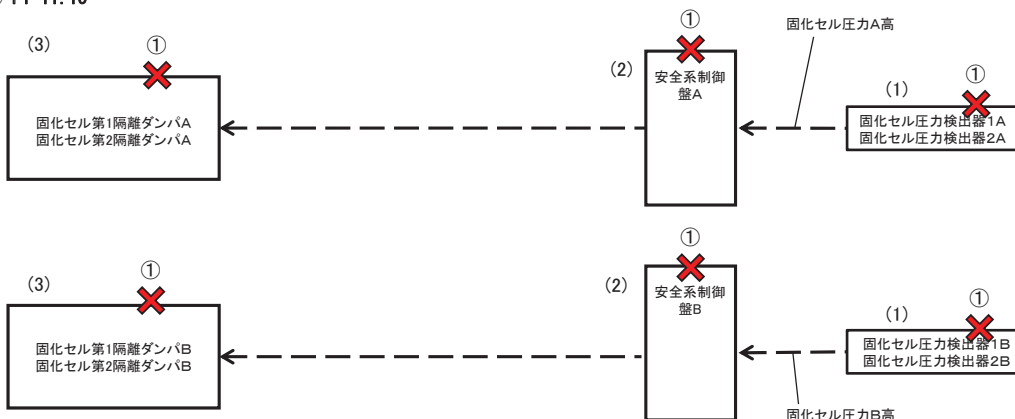 (3)
①
固化セル第1隔離ダンパA
固化セル第2隔離ダンパA
(2)
①
安全系制御
盤A
固化セル圧力A高
(1)
①
固化セル圧力検出器1A
固化セル圧力検出器2A
(3)
①
固化セル第1隔離ダンパB
固化セル第2隔離ダンパB
(2)
①
安全系制御
盤B
(1)
①
固化セル圧力検出器1B
固化セル圧力検出器2B
固化セル圧力B高